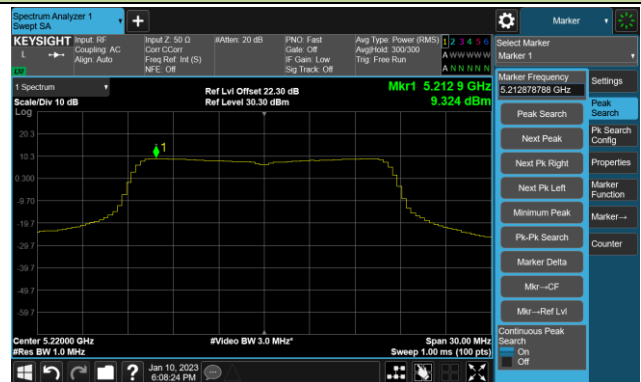 Spectrum Analyzer 1
Swept SA
Marker
KEYSIGHT
Input: RF
Coupling: AC
Align: Auto
Input Z: 50 Ω
Corr CCorr
Freq Ref: Int (S)
NFE: Off
#Atten: 20 dB
PNO: Fast
Gate: Off
IF Gain: Low
Sig Track: Off
Avg Type: Power (RMS)
Avg|Hold: 300/300
Trig: Free Run
1 2 3 4 5 6
A W W W W W
A N N N N N
Select Marker
Marker 1
1 Spectrum
Scale/Div 10 dB
Log
Ref Lvl Offset 22.30 dB
Ref Level 30.30 dBm
Mkr1 5.212 9 GHz
9.324 dBm
Marker Frequency
5.212878788 GHz
Peak Search
Next Peak
Next Pk Right
Next Pk Left
Minimum Peak
Pk-Pk Search
Marker Delta
Mkr→CF
Mkr→Ref Lvl
Continuous Peak
Search
On
Off
Settings
Peak
Search
Pk Search
Config
Properties
Marker
Function
Marker→
Counter
20.3
10.3
0.300
-9.70
-19.7
-29.7
-39.7
-49.7
-59.7
1
Center 5.22000 GHz
#Res BW 1.0 MHz
#Video BW 3.0 MHz*
Span 30.00 MHz
Sweep 1.00 ms (100 pts)
Jan 10, 2023
6:08:24 PM